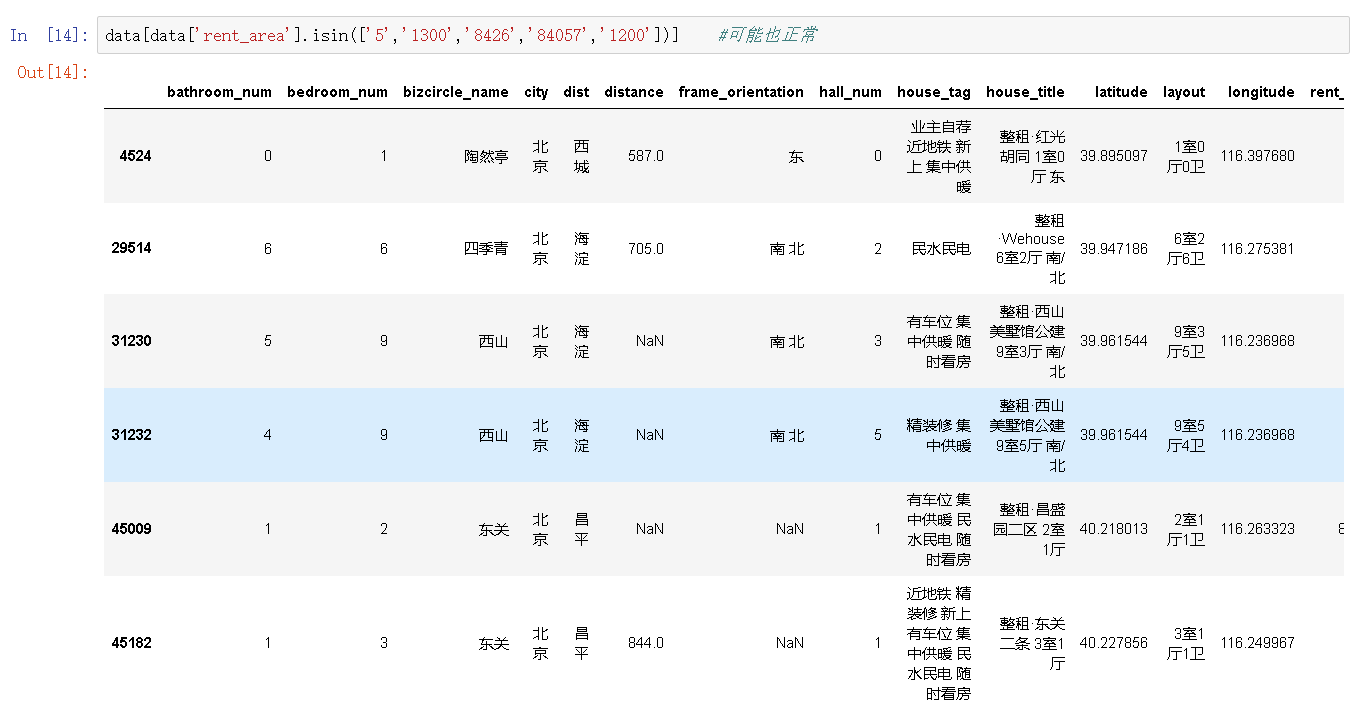 In [14]: data[data['rent_area'].isin(['5','1300','8426','84057','1200'])] #可能也正常
Out[14]:
bathroom_num bedroom_num bizcircle_name city dist distance frame_orientation hall_num house_tag house_title latitude layout longitude rent_
4524 0 1 陶然亭 北京 西城 587.0 东 0 业主自荐 近地铁 新上 集中供暖 整租·红光胡同 1室0厅 东 39.895097 1室0厅0卫 116.397680
29514 6 6 四季青 北京 海淀 705.0 南 北 2 民水民电 整租·Wehouse 6室2厅 南/北 39.947186 6室2厅6卫 116.275381
31230 5 9 西山 北京 海淀 NaN 南 北 3 有车位 集中供暖 随时看房 整租·西山美墅馆公建 9室3厅 南/北 39.961544 9室3厅5卫 116.236968
31232 4 9 西山 北京 海淀 NaN 南 北 5 精装修 集中供暖 整租·西山美墅馆公建 9室5厅 南/北 39.961544 9室5厅4卫 116.236968
45009 1 2 东关 北京 昌平 NaN NaN 1 有车位 集中供暖 民水民电 随时看房 整租·昌盛园二区 2室1厅 40.218013 2室1厅1卫 116.263323 8
45182 1 3 东关 北京 昌平 844.0 NaN 1 近地铁 精装修 新上 有车位 集中供暖 民水民电 随时看房 整租·东关二条 3室1厅 40.227856 3室1厅1卫 116.249967